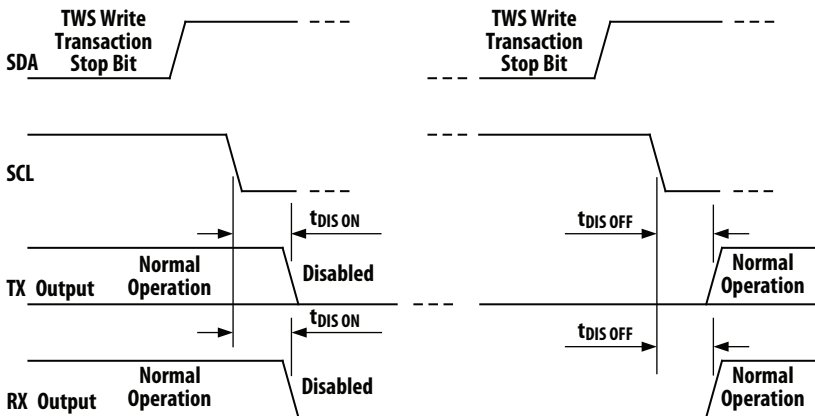 TWS Write
Transaction
Stop Bit
TWS Write
Transaction
Stop Bit
SDA
SCL
tDIS ON
tDIS OFF
Normal
Operation
Disabled
Normal
Operation
TX Output
tDIS ON
tDIS OFF
Normal
Operation
Disabled
Normal
Operation
RX Output